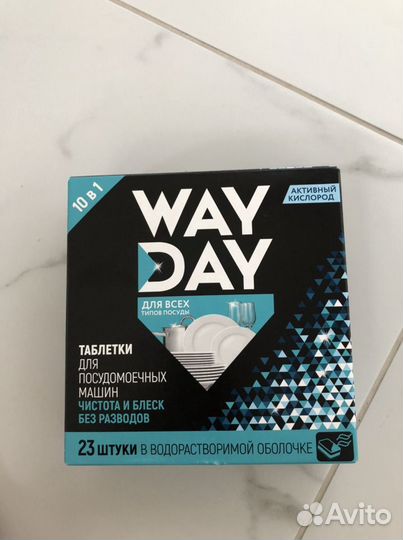 10 в 1
АКТИВНЫЙ
КИСЛОРОД
WAY
DAY
ДЛЯ ВСЕХ
ТИПОВ ПОСУДЫ
ТАБЛЕТКИ
ДЛЯ
ПОСУДОМОЕЧНЫХ
МАШИН
ЧИСТОТА И БЛЕСК
БЕЗ РАЗВОДОВ
23 ШТУКИ В ВОДОРАСТВОРИМОЙ ОБОЛОЧКЕ
Avito